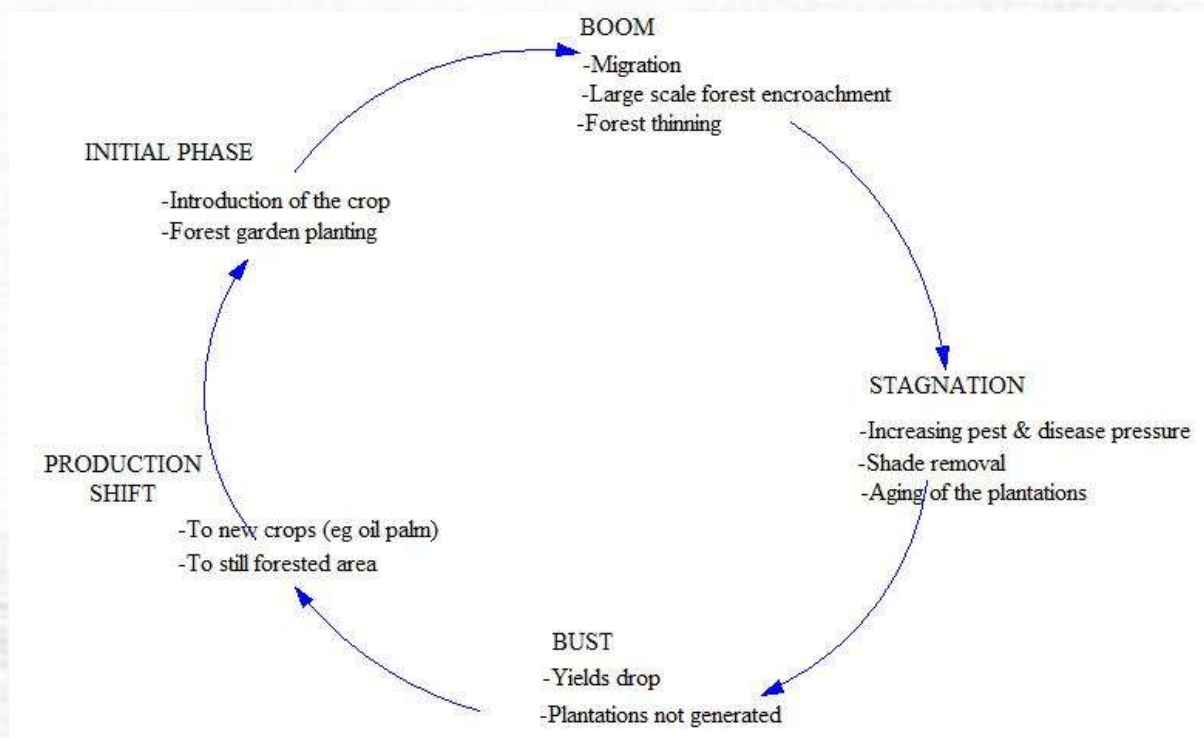 BOOM
-Migration
-Large scale forest encroachment
-Forest thinning
INITIAL PHASE
-Introduction of the crop
-Forest garden planting
STAGNATION
-Increasing pest & disease pressure
-Shade removal
-Aging of the plantations
PRODUCTION
SHIFT
-To new crops (eg oil palm)
-To still forested area
BUST
-Yields drop
-Plantations not generated